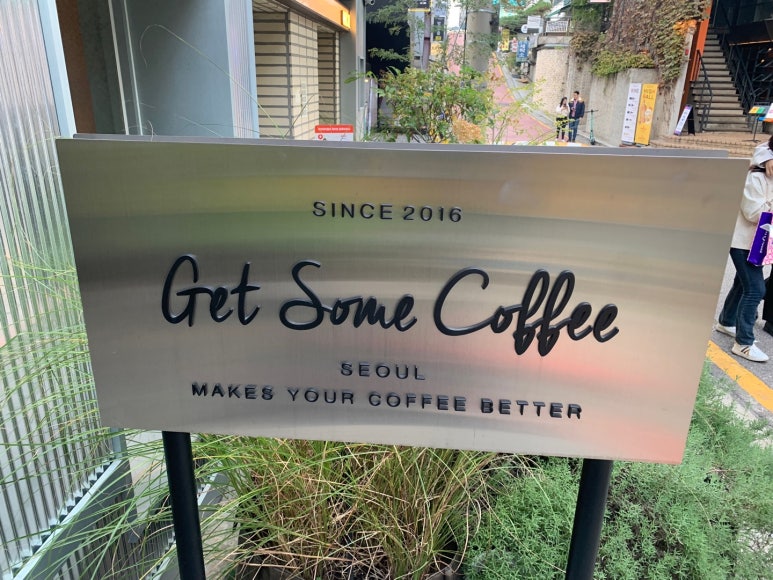 SINCE 2016
Get Some Coffee
SEOUL
MAKES YOUR COFFEE BETTER